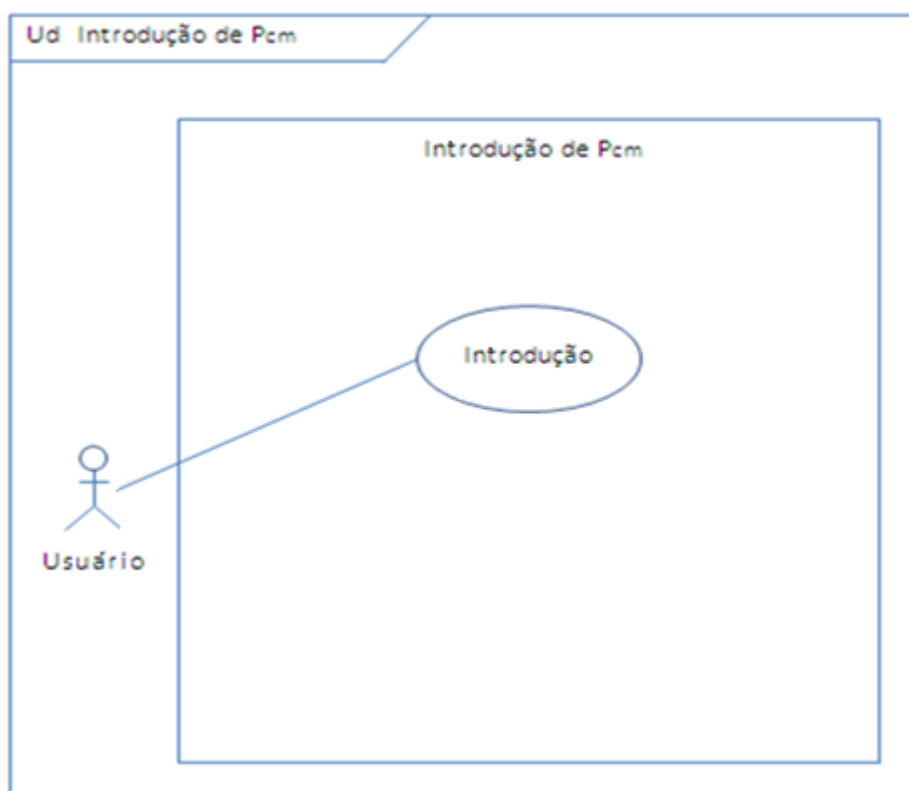 Ud Introdução de Pcm
Introdução de Pcm
Introdução
Usuário